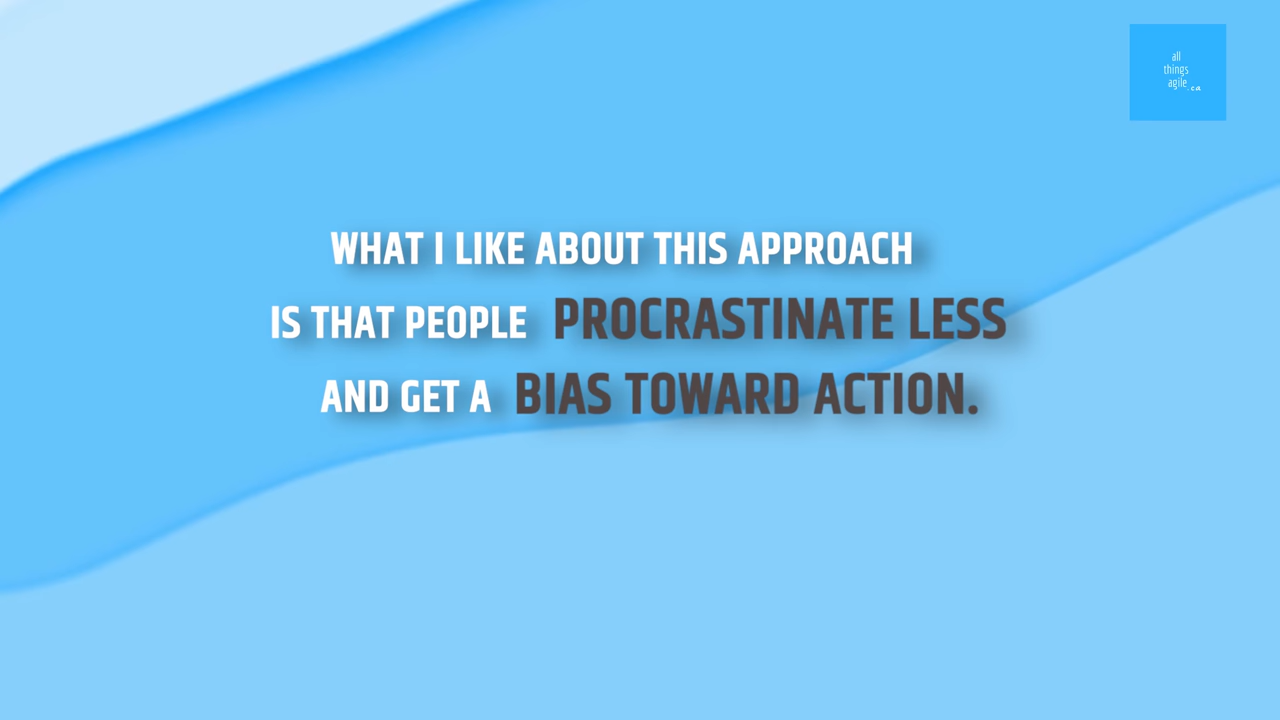 all
things
agile.ca
WHAT I LIKE ABOUT THIS APPROACH
IS THAT PEOPLE PROCRASTINATE LESS
AND GET A BIAS TOWARD ACTION.